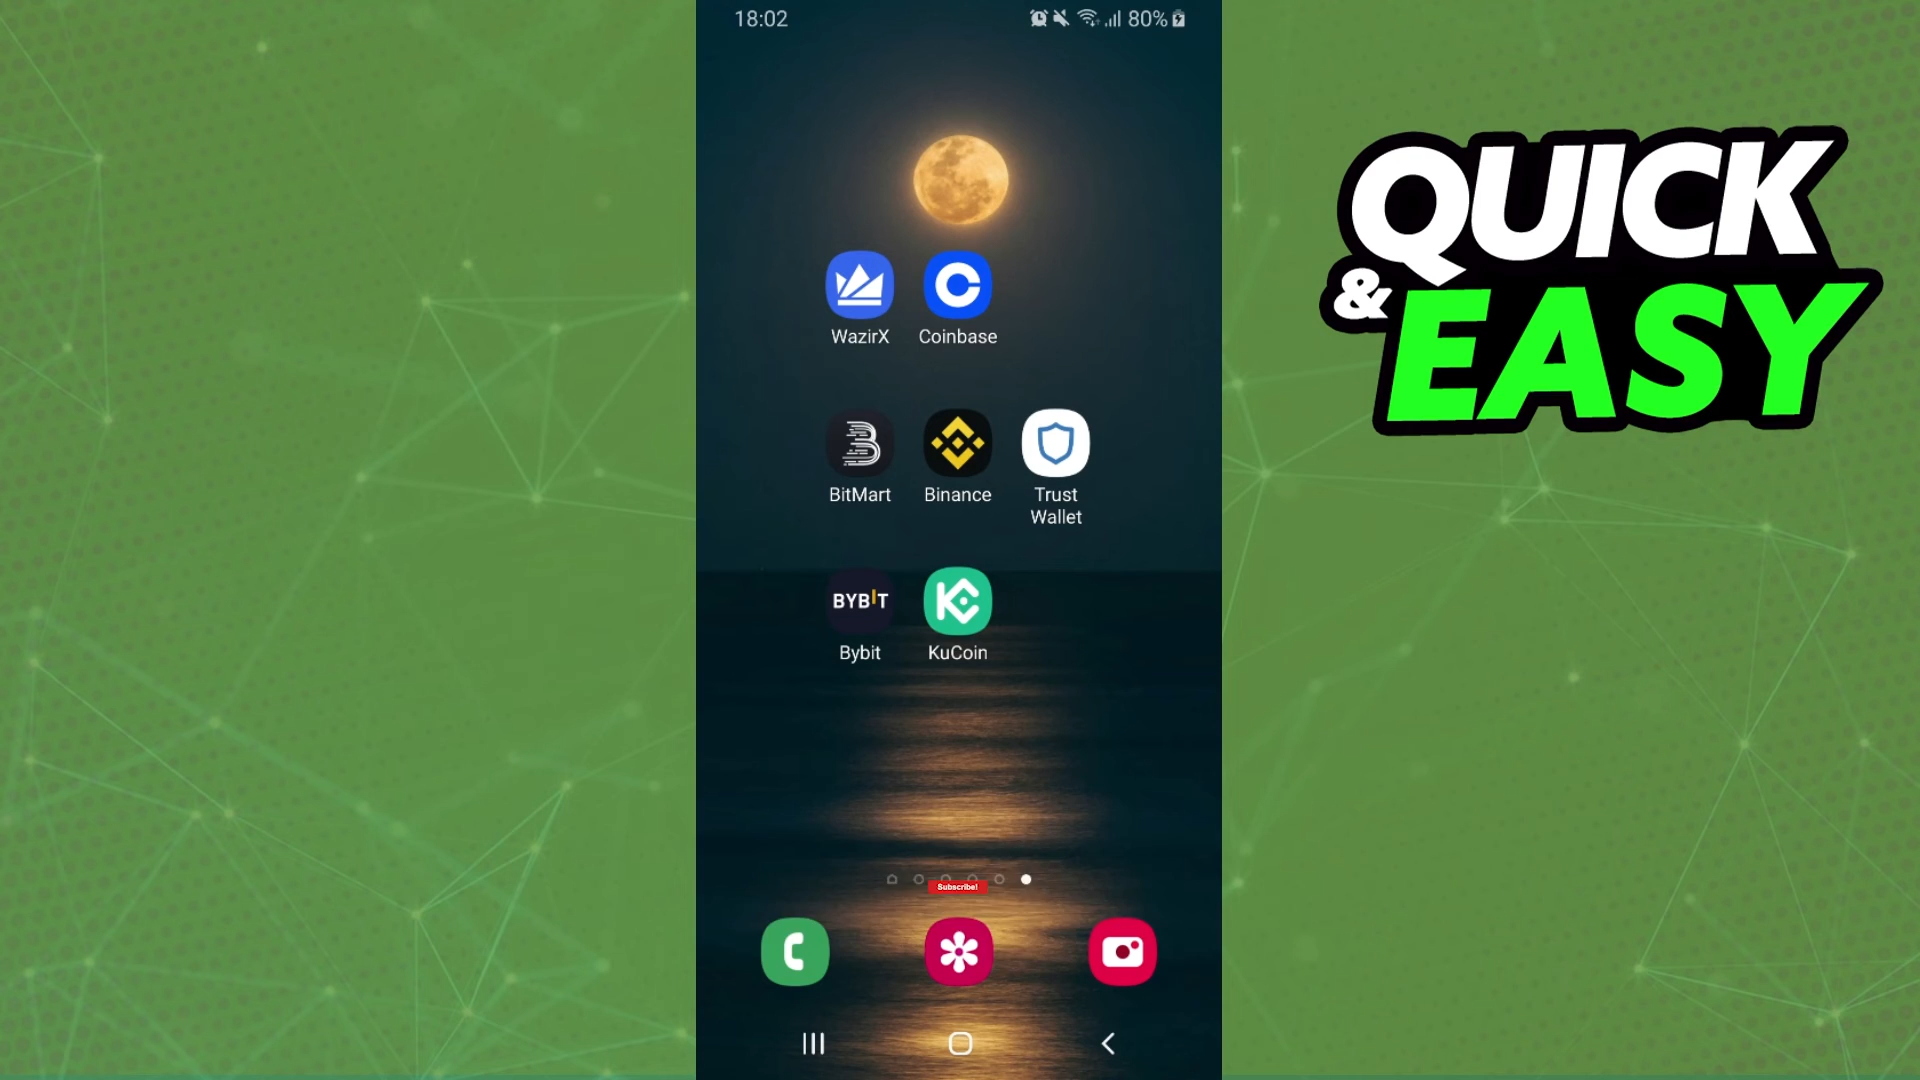 18:02
80%
QUICK
& EASY
WazirX
Coinbase
BitMart
Binance
Trust
Wallet
BYBIT
Bybit
KuCoin
Subscribe!